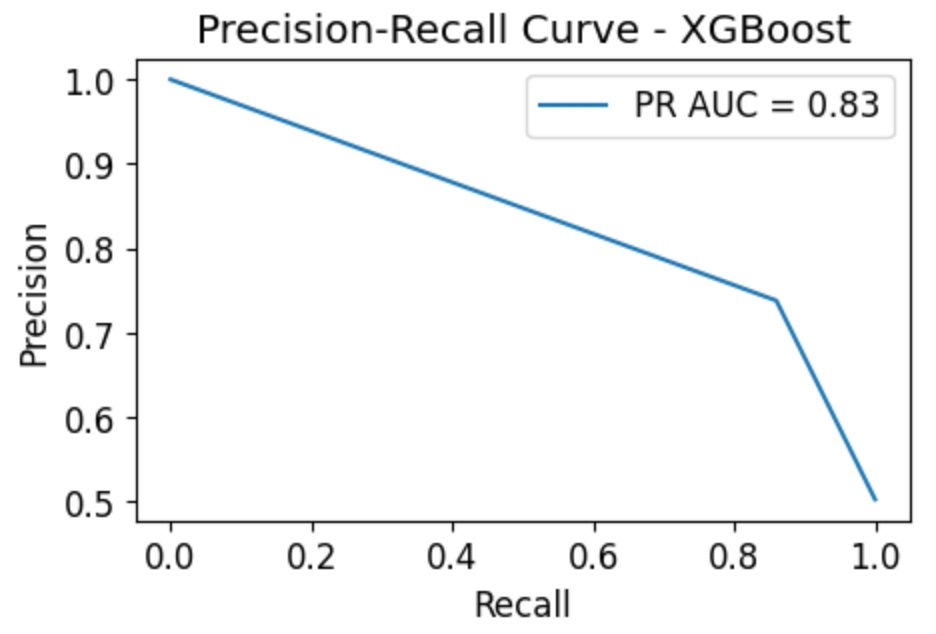 Precision-Recall Curve - XGBoost
PR AUC = 0.83
1.0
0.9
0.8
0.7
0.6
0.5
Precision
0.0 0.2 0.4 0.6 0.8 1.0
Recall